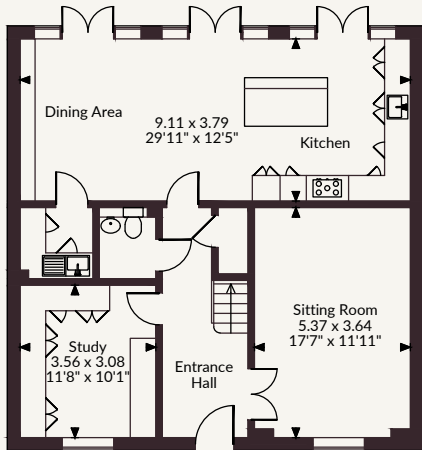 Dining Area
9.11 x 3.79
29'11" x 12'5"
Kitchen
Sitting Room
5.37 x 3.64
17'7" x 11'11"
Study
3.56 x 3.08
11'8" x 10'1"
Entrance
Hall